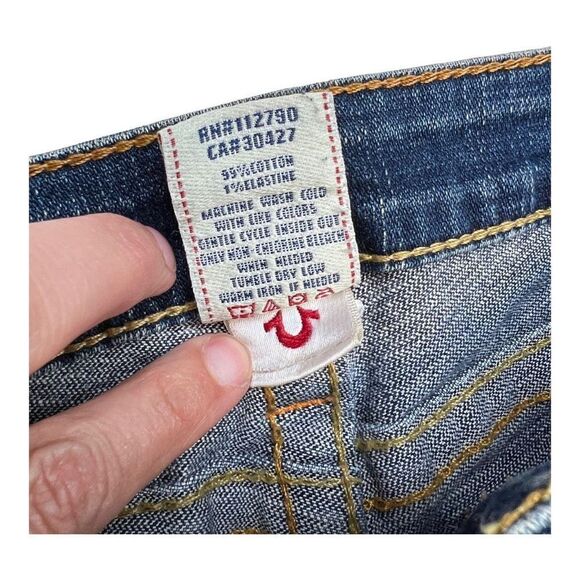 RN#112790
CA#30427
99%COTTON
1%ELASTINE
MACHINE WASH COLD
WITH LIKE COLORS
GENTLE CYCLE INSIDE OUT
ONLY NON-CHLORINE BLEECH
WHEN NEEDED
TUMBLE DRY LOW
WARM IRON IF NEEDED